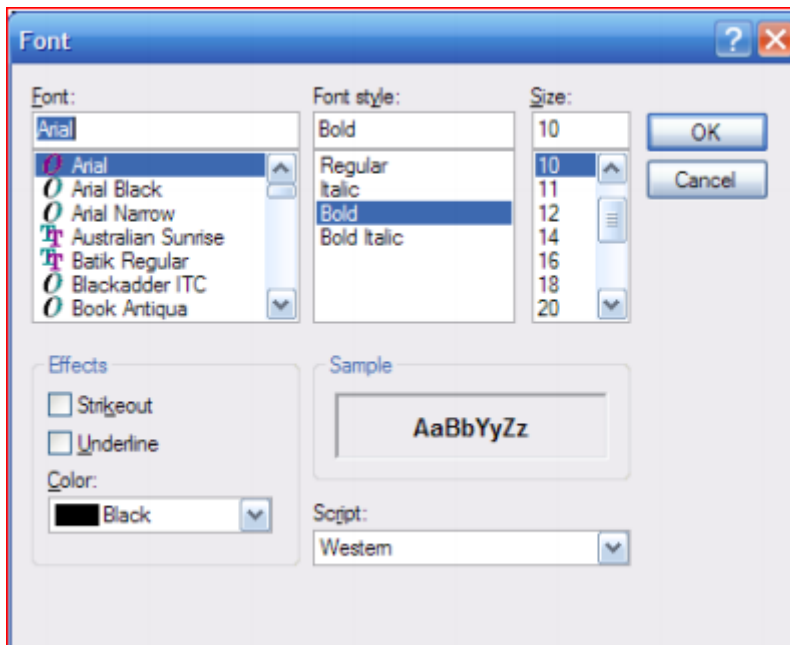 Font
Font:
Arial
Arial
Arial Black
Arial Narrow
Australian Sunrise
Batik Regular
Blackadder ITC
Book Antiqua
Font style:
Bold
Regular
Italic
Bold
Bold Italic
Size:
10
10
11
12
14
16
18
20
OK
Cancel
Effects
Strikeout
Underline
Color:
Black
Sample
AaBbYyZz
Script:
Western